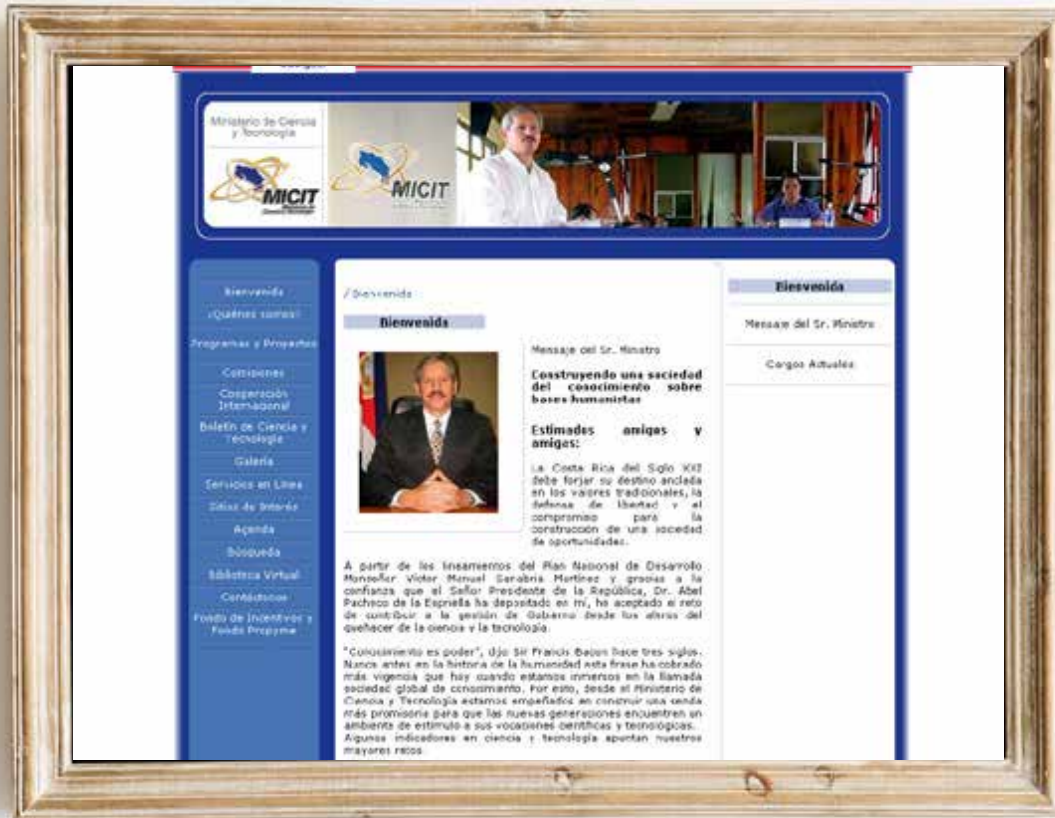 Ministerio de Ciencia
y Tecnología
MICIT
MICIT
Bienvenida
¿Quiénes somos?
Programas y Proyectos
Comisiones
Cooperación
Internacional
Boletín de Ciencia y
Tecnología
Galería
Servicios en Línea
Sitios de Interés
Agenda
Búsqueda
Biblioteca Virtual
Contáctenos
Fondo de Incentivos y
Fondo Propyme
/ Bienvenida
Bienvenida
Mensaje del Sr. Ministro
Construyendo una sociedad
del conocimiento sobre
bases humanistas
Estimados amigos y
amigas:
La Costa Rica del Siglo XXI
debe forjar su destino anclada
en los valores tradicionales, la
defensa de libertad y el
compromiso para la
construcción de una sociedad
de oportunidades.
A partir de los lineamientos del Plan Nacional de Desarrollo
Monseñor Víctor Manuel Sanabria Martínez y gracias a la
confianza que el Señor Presidente de la República, Dr. Abel
Pacheco de la Espriella ha depositado en mí, he aceptado el reto
de contribuir a la gestión de Gobierno desde los aleros del
quehacer de la ciencia y la tecnología.
"Conocimiento es poder", dijo Sir Francis Bacon hace tres siglos.
Nunca antes en la historia de la humanidad esta frase ha cobrado
más vigencia que hoy cuando estamos inmersos en la llamada
sociedad global de conocimiento. Por esto, desde el Ministerio de
Ciencia y Tecnología estamos empeñados en construir una senda
más promisoria para que las nuevas generaciones encuentren un
ambiente de estímulo a sus vocaciones científicas y tecnológicas.
Algunos indicadores en ciencia y tecnología apuntan nuestros
mayores retos
Bienvenida
Mensaje del Sr. Ministro
Cargos Actuales